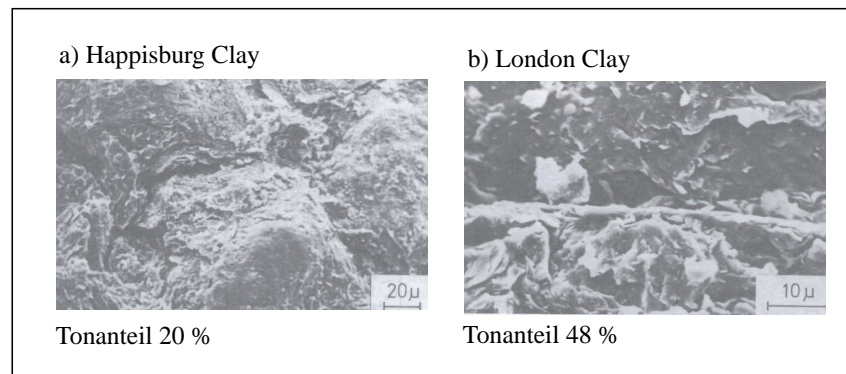 a) Happisburg Clay
20μ
Tonanteil 20 %
b) London Clay
10μ
Tonanteil 48 %